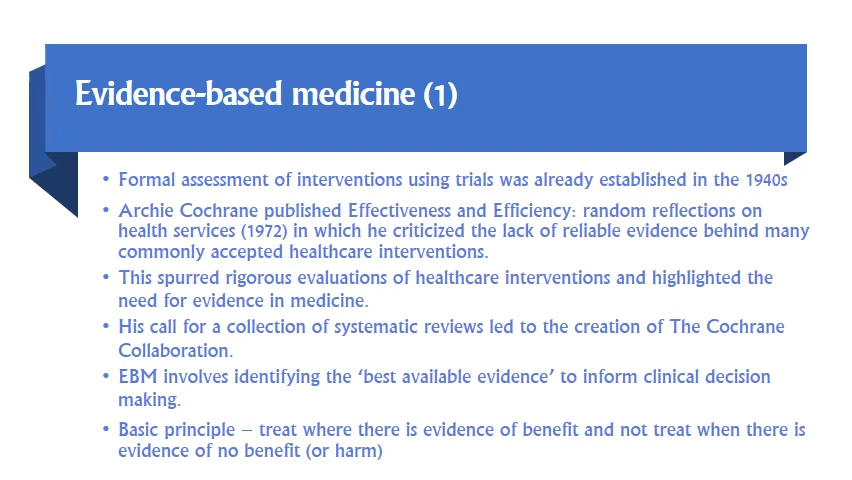 Evidence-based medicine (1)
• Formal assessment of interventions using trials was already established in the 1940s
• Archie Cochrane published Effectiveness and Efficiency: random reflections on
health services (1972) in which he criticized the lack of reliable evidence behind many
commonly accepted healthcare interventions.
• This spurred rigorous evaluations of healthcare interventions and highlighted the
need for evidence in medicine.
• His call for a collection of systematic reviews led to the creation of The Cochrane
Collaboration.
• EBM involves identifying the ‘best available evidence’ to inform clinical decision
making.
• Basic principle – treat where there is evidence of benefit and not treat when there is
evidence of no benefit (or harm)